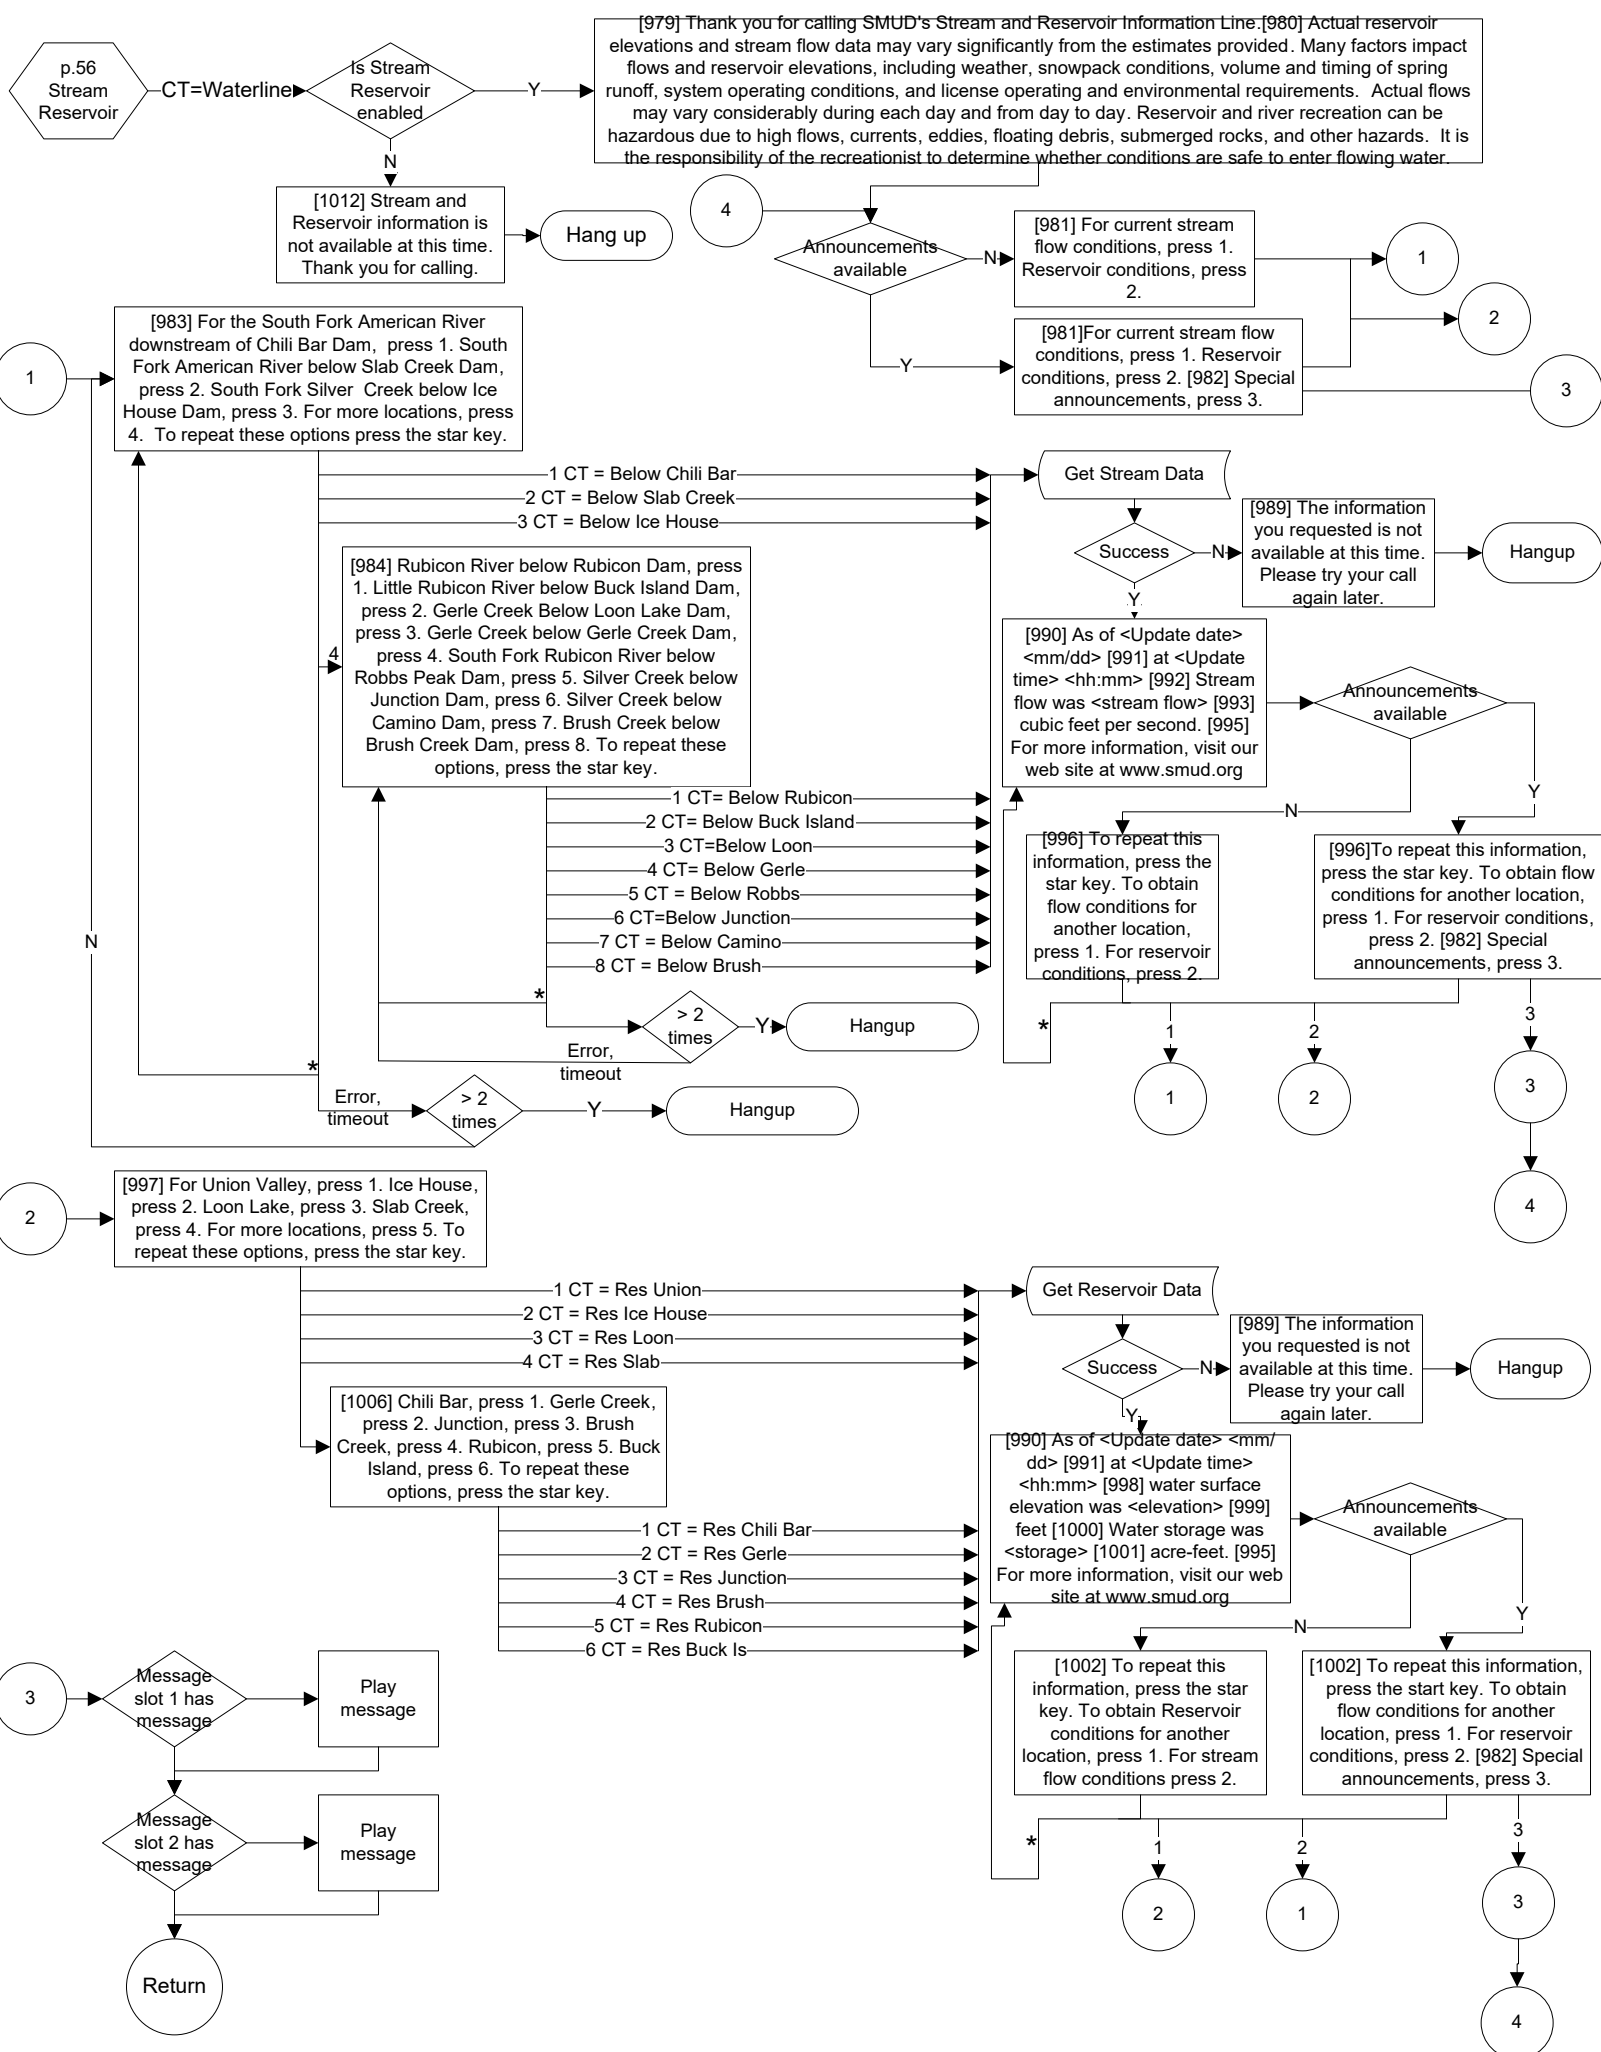 p.56
Stream
Reservoir
CT=Waterline
Is Stream
Reservoir
enabled
Y
N
[979] Thank you for calling SMUD's Stream and Reservoir Information Line.[980] Actual reservoir
elevations and stream flow data may vary significantly from the estimates provided. Many factors impact
flows and reservoir elevations, including weather, snowpack conditions, volume and timing of spring
runoff, system operating conditions, and license operating and environmental requirements.  Actual flows
may vary considerably during each day and from day to day. Reservoir and river recreation can be
hazardous due to high flows, currents, eddies, floating debris, submerged rocks, and other hazards.  It is
the responsibility of the recreationist to determine whether conditions are safe to enter flowing water.
[1012] Stream and
Reservoir information is
not available at this time.
Thank you for calling.
Hang up
4
Announcements
available
N
Y
[981] For current stream
flow conditions, press 1.
Reservoir conditions, press
2.
1
2
[981]For current stream flow
conditions, press 1. Reservoir
conditions, press 2. [982] Special
announcements, press 3.
3
1
[983] For the South Fork American River
downstream of Chili Bar Dam,  press 1. South
Fork American River below Slab Creek Dam,
press 2. South Fork Silver  Creek below Ice
House Dam, press 3. For more locations, press
4.  To repeat these options press the star key.
1 CT = Below Chili Bar
2 CT = Below Slab Creek
3 CT = Below Ice House
4
[984] Rubicon River below Rubicon Dam, press
1. Little Rubicon River below Buck Island Dam,
press 2. Gerle Creek Below Loon Lake Dam,
press 3. Gerle Creek below Gerle Creek Dam,
press 4. South Fork Rubicon River below
Robbs Peak Dam, press 5. Silver Creek below
Junction Dam, press 6. Silver Creek below
Camino Dam, press 7. Brush Creek below
Brush Creek Dam, press 8. To repeat these
options, press the star key.
1 CT= Below Rubicon
2 CT= Below Buck Island
3 CT=Below Loon
4 CT= Below Gerle
5 CT = Below Robbs
6 CT=Below Junction
7 CT = Below Camino
8 CT = Below Brush
*
> 2
times
Y
Hangup
Error,
timeout
N
*
Error,
timeout
> 2
times
Y
Hangup
Get Stream Data
Success
N
Y
[989] The information
you requested is not
available at this time.
Please try your call
again later.
Hangup
[990] As of <Update date>
<mm/dd> [991] at <Update
time> <hh:mm> [992] Stream
flow was <stream flow> [993]
cubic feet per second. [995]
For more information, visit our
web site at www.smud.org
Announcements
available
N
Y
[996] To repeat this
information, press the
star key. To obtain
flow conditions for
another location,
press 1. For reservoir
conditions, press 2.
[996]To repeat this information,
press the star key. To obtain flow
conditions for another location,
press 1. For reservoir conditions,
press 2. [982] Special
announcements, press 3.
*
1
2
3
1
2
3
4
2
[997] For Union Valley, press 1. Ice House,
press 2. Loon Lake, press 3. Slab Creek,
press 4. For more locations, press 5. To
repeat these options, press the star key.
1 CT = Res Union
2 CT = Res Ice House
3 CT = Res Loon
4 CT = Res Slab
[1006] Chili Bar, press 1. Gerle Creek,
press 2. Junction, press 3. Brush
Creek, press 4. Rubicon, press 5. Buck
Island, press 6. To repeat these
options, press the star key.
1 CT = Res Chili Bar
2 CT = Res Gerle
3 CT = Res Junction
4 CT = Res Brush
5 CT = Res Rubicon
6 CT = Res Buck Is
Get Reservoir Data
Success
N
Y
[989] The information
you requested is not
available at this time.
Please try your call
again later.
Hangup
[990] As of <Update date> <mm/
dd> [991] at <Update time>
<hh:mm> [998] water surface
elevation was <elevation> [999]
feet [1000] Water storage was
<storage> [1001] acre-feet. [995]
For more information, visit our web
site at www.smud.org
Announcements
available
N
Y
[1002] To repeat this
information, press the star
key. To obtain Reservoir
conditions for another
location, press 1. For stream
flow conditions press 2.
[1002] To repeat this information,
press the start key. To obtain
flow conditions for another
location, press 1. For reservoir
conditions, press 2. [982] Special
announcements, press 3.
*
1
2
3
2
1
3
4
3
Message
slot 1 has
message
Play
message
Message
slot 2 has
message
Play
message
Return